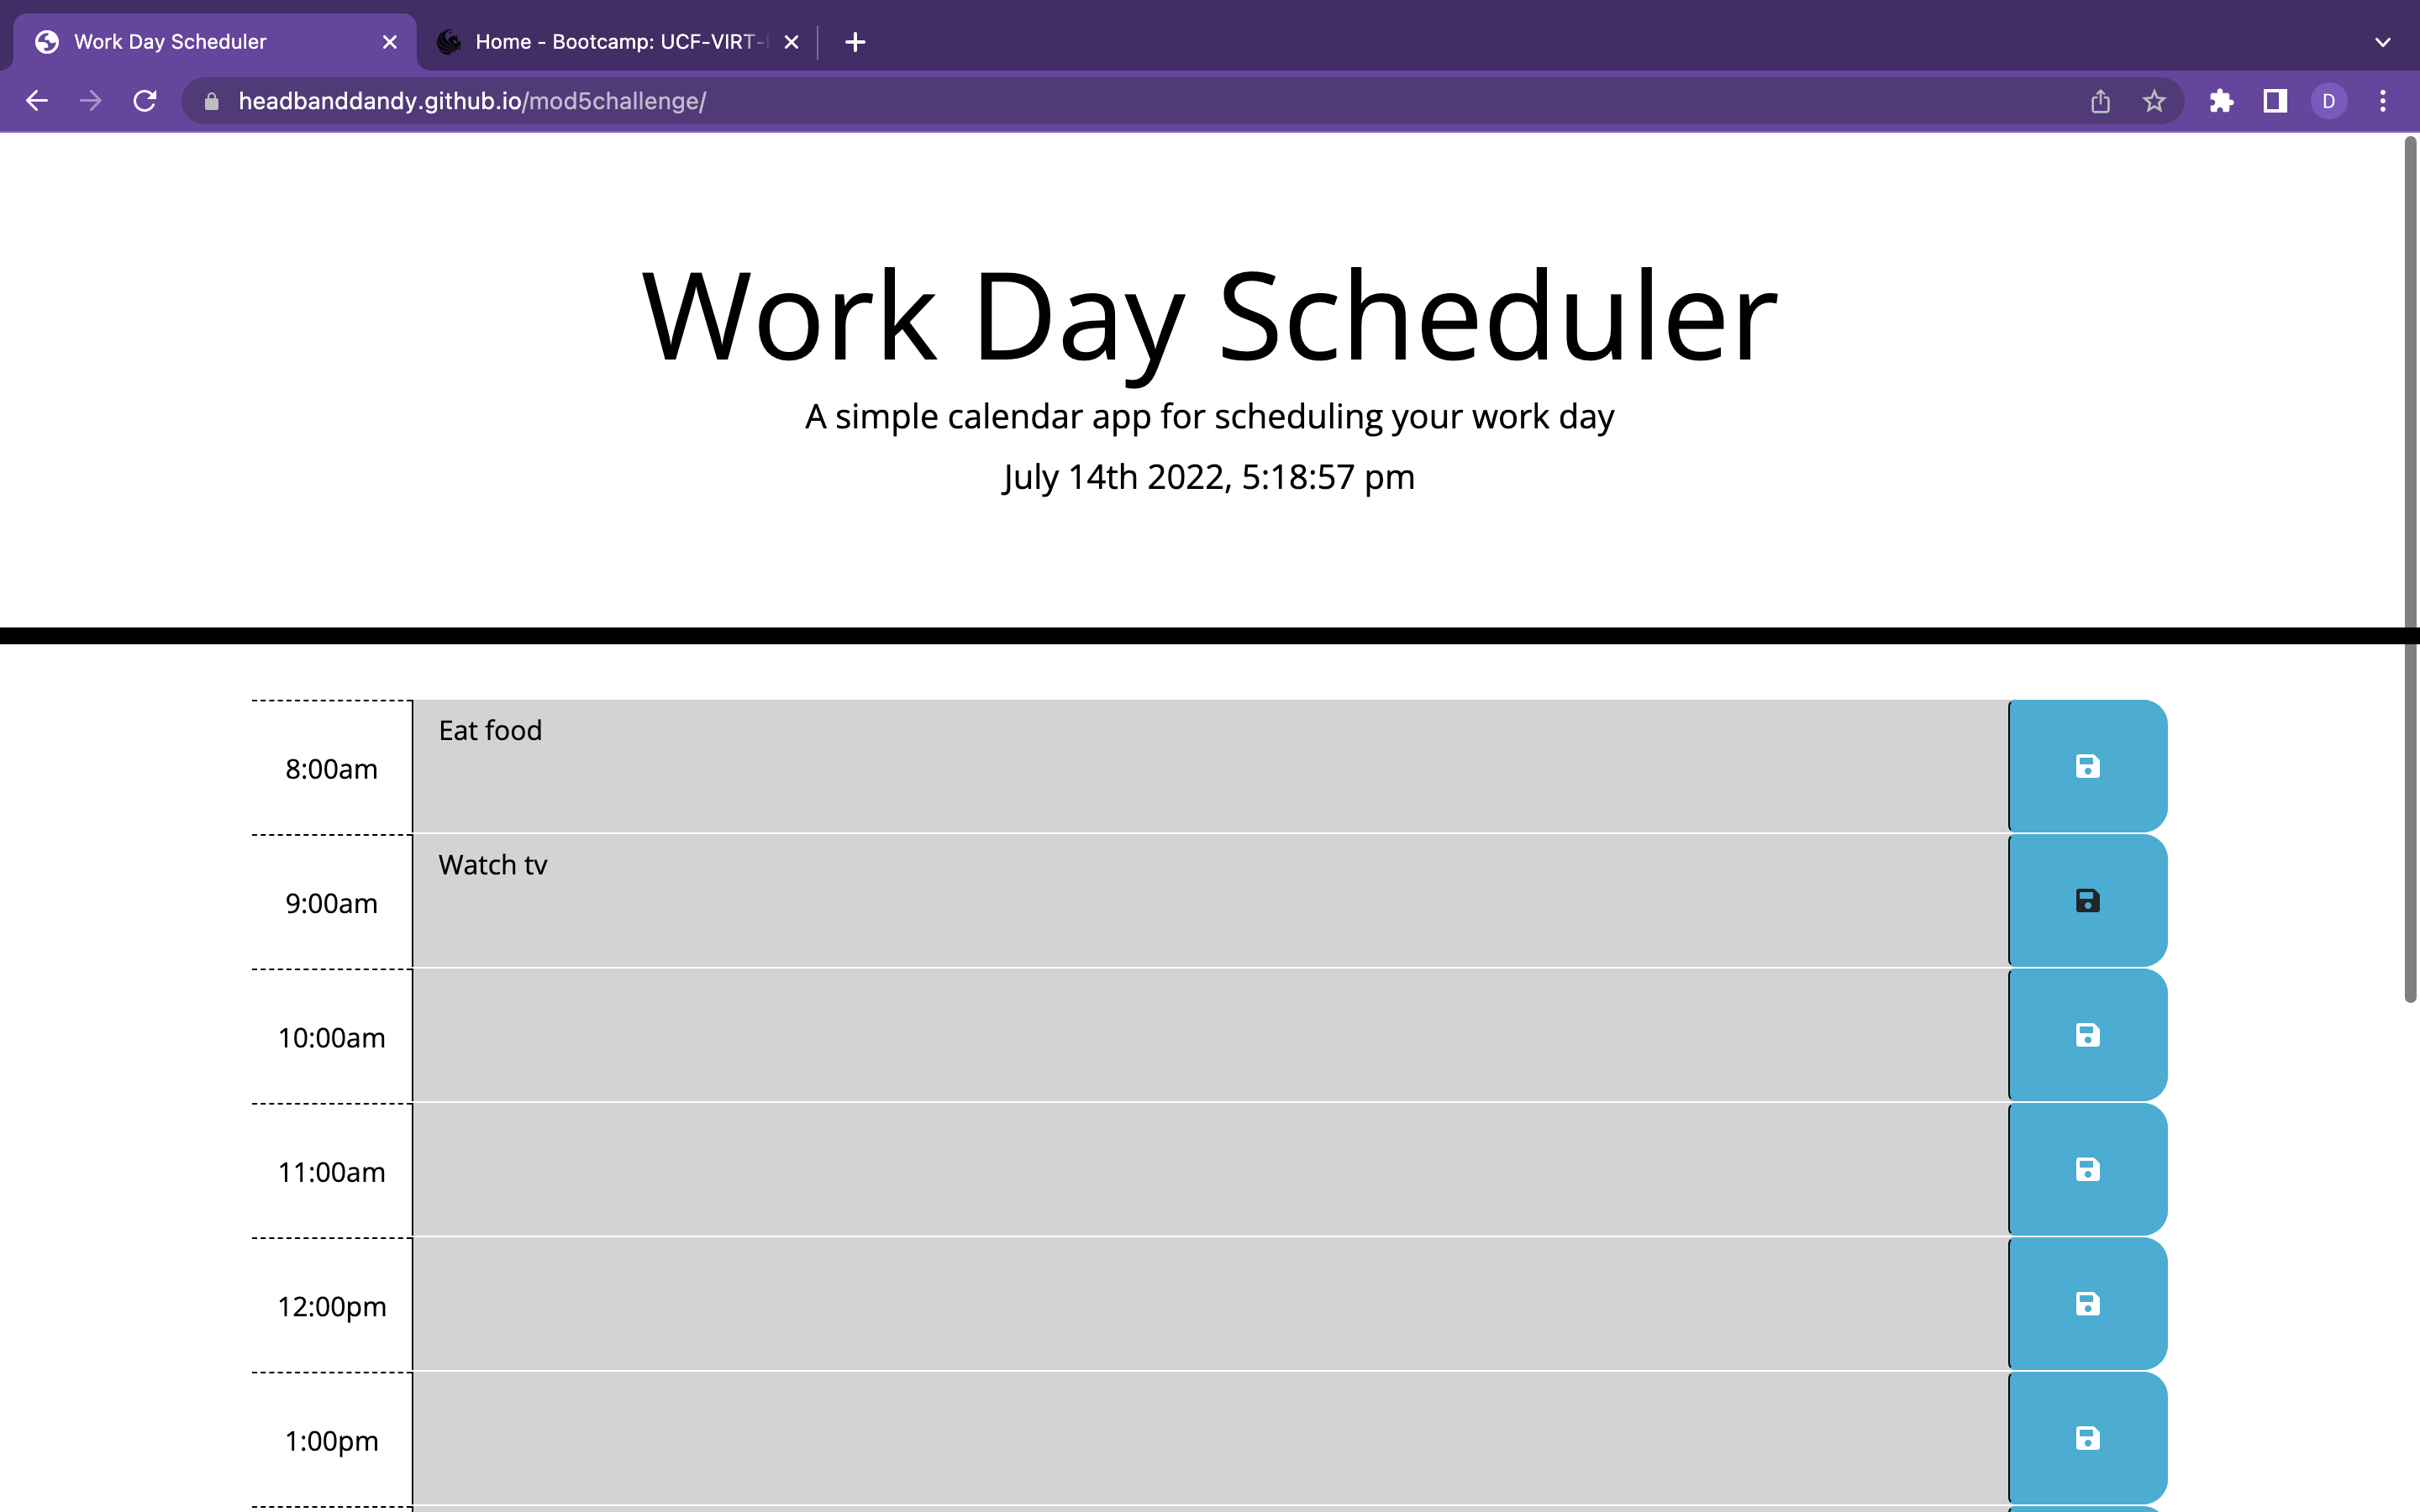 Work Day Scheduler
Home - Bootcamp: UCF-VIRT-
headbanddandy.github.io/mod5challenge/
D
Work Day Scheduler
A simple calendar app for scheduling your work day
July 14th 2022, 5:18:57 pm
8:00am
Eat food
9:00am
Watch tv
10:00am
11:00am
12:00pm
1:00pm